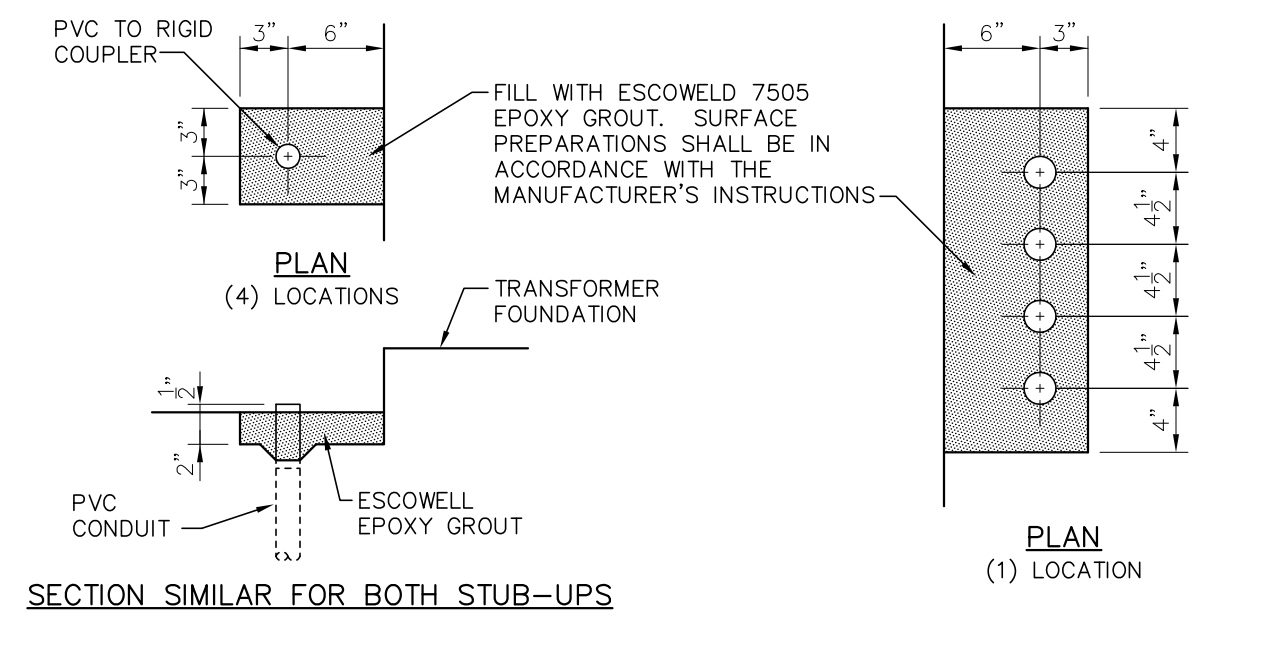 PVC TO RIGID
COUPLER
3”
6”
3”
3”
FILL WITH ESCOWELD 7505
EPOXY GROUT.  SURFACE
PREPARATIONS SHALL BE IN
ACCORDANCE WITH THE
MANUFACTURER’S INSTRUCTIONS
PLAN
(4) LOCATIONS
TRANSFORMER
FOUNDATION
1/2”
2”
PVC
CONDUIT
ESCOWELL
EPOXY GROUT
SECTION SIMILAR FOR BOTH STUB-UPS
6”
3”
4”
4 1/2”
4 1/2”
4 1/2”
4”
PLAN
(1) LOCATION